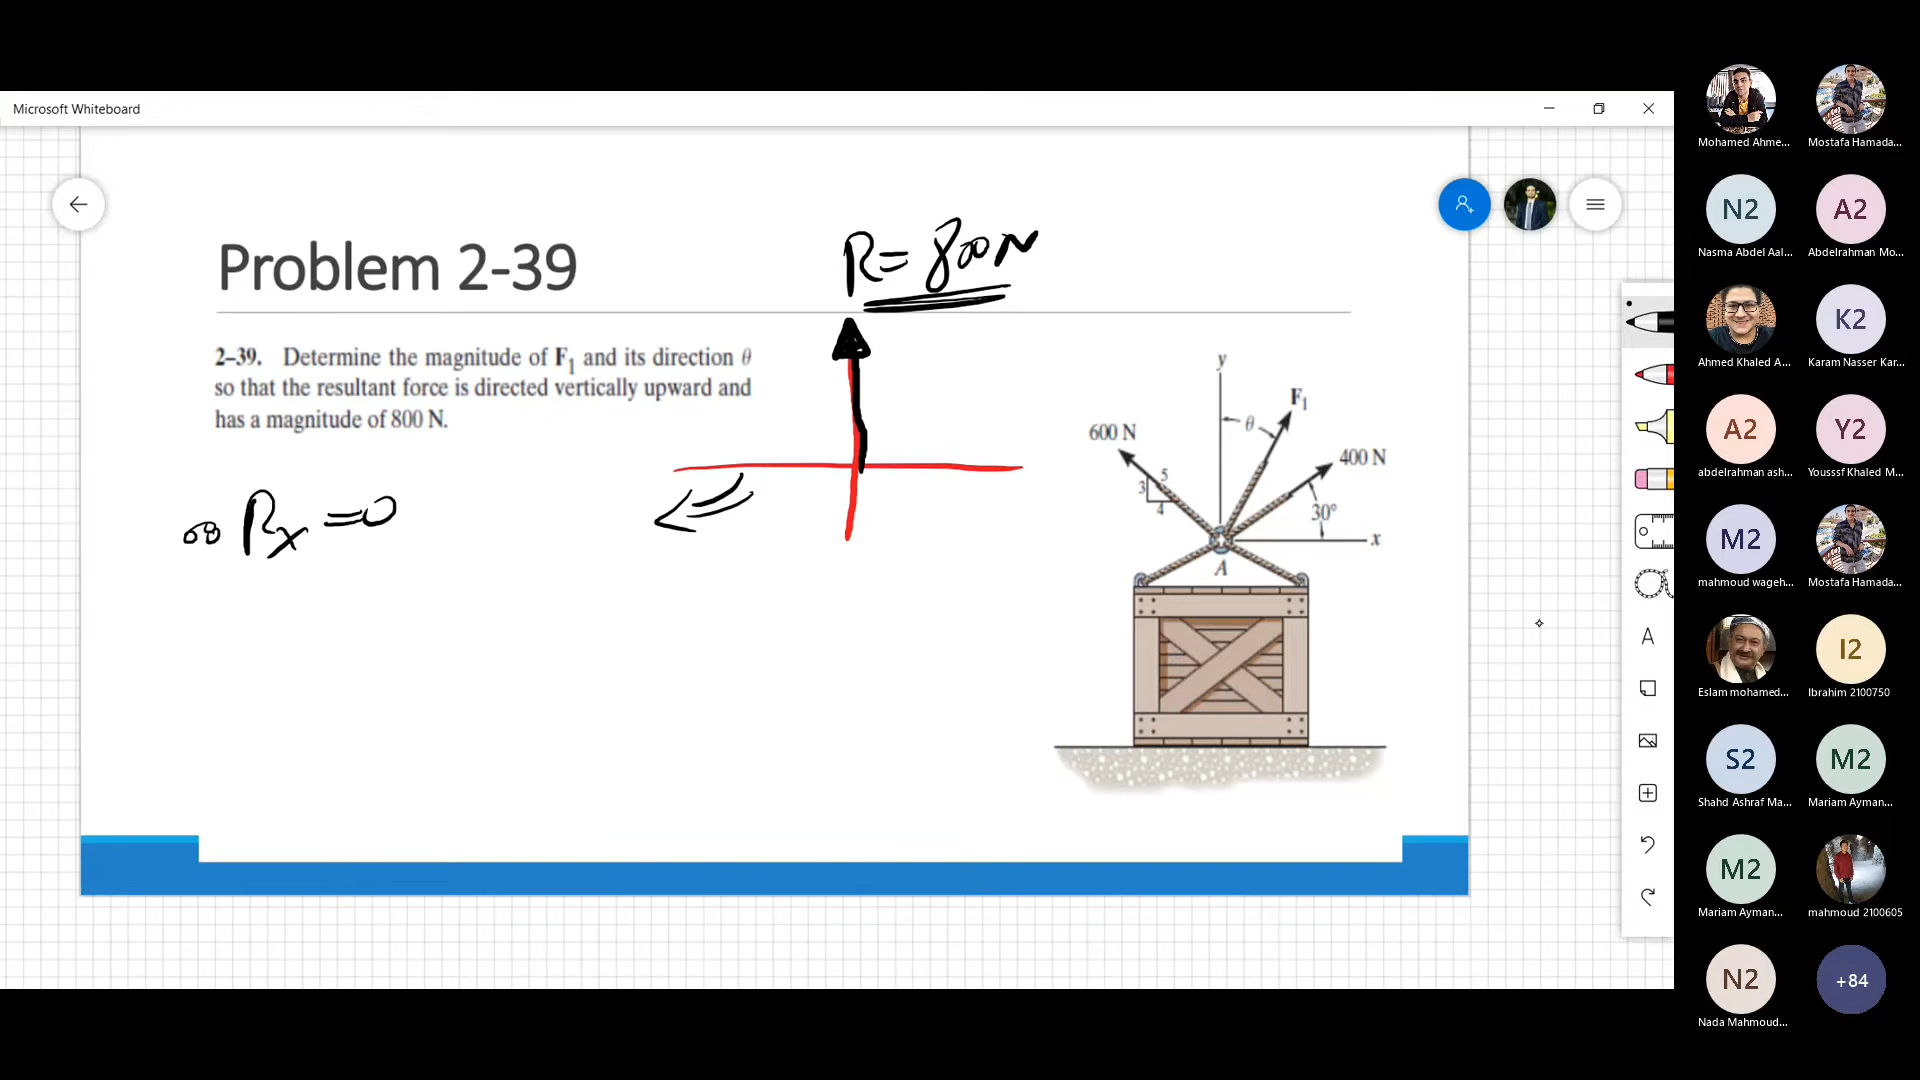 Microsoft Whiteboard
Problem 2-39
R = 800 N
2–39. Determine the magnitude of F1 and its direction θ
so that the resultant force is directed vertically upward and
has a magnitude of 800 N.
Rx = 0
y
F1
θ
600 N
400 N
5
3
4
30°
x
A
A
Mohamed Ahme...
Mostafa Hamada...
N2
Nasma Abdel Aal...
A2
Abdelrahman Mo...
Ahmed Khaled A...
K2
Karam Nasser Kar...
A2
abdelrahman ash...
Y2
Yousssf Khaled M...
M2
mahmoud wageh...
Mostafa Hamada...
Eslam mohamed...
I2
Ibrahim 2100750
S2
Shahd Ashraf Ma...
M2
Mariam Ayman...
M2
Mariam Ayman...
mahmoud 2100605
N2
Nada Mahmoud...
+84